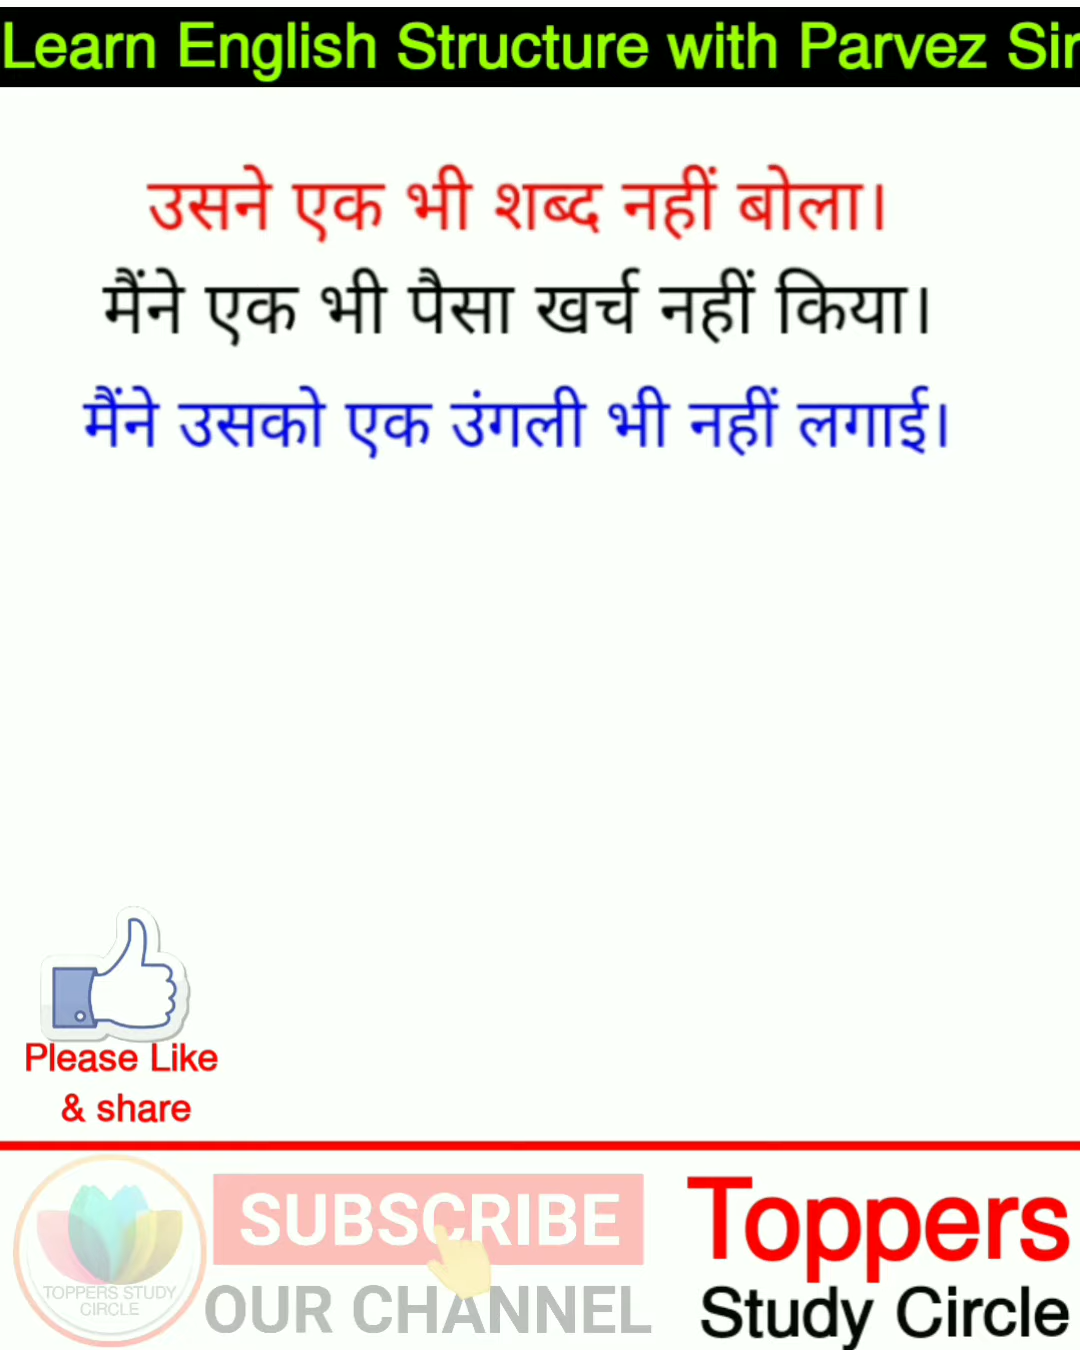 Learn English Structure with Parvez Sir
उसने एक भी शब्द नहीं बोला।
मैंने एक भी पैसा खर्च नहीं किया।
मैंने उसको एक उंगली भी नहीं लगाई।
Please Like
& share
TOPPERS STUDY
CIRCLE
SUBSCRIBE
OUR CHANNEL
Toppers
Study Circle